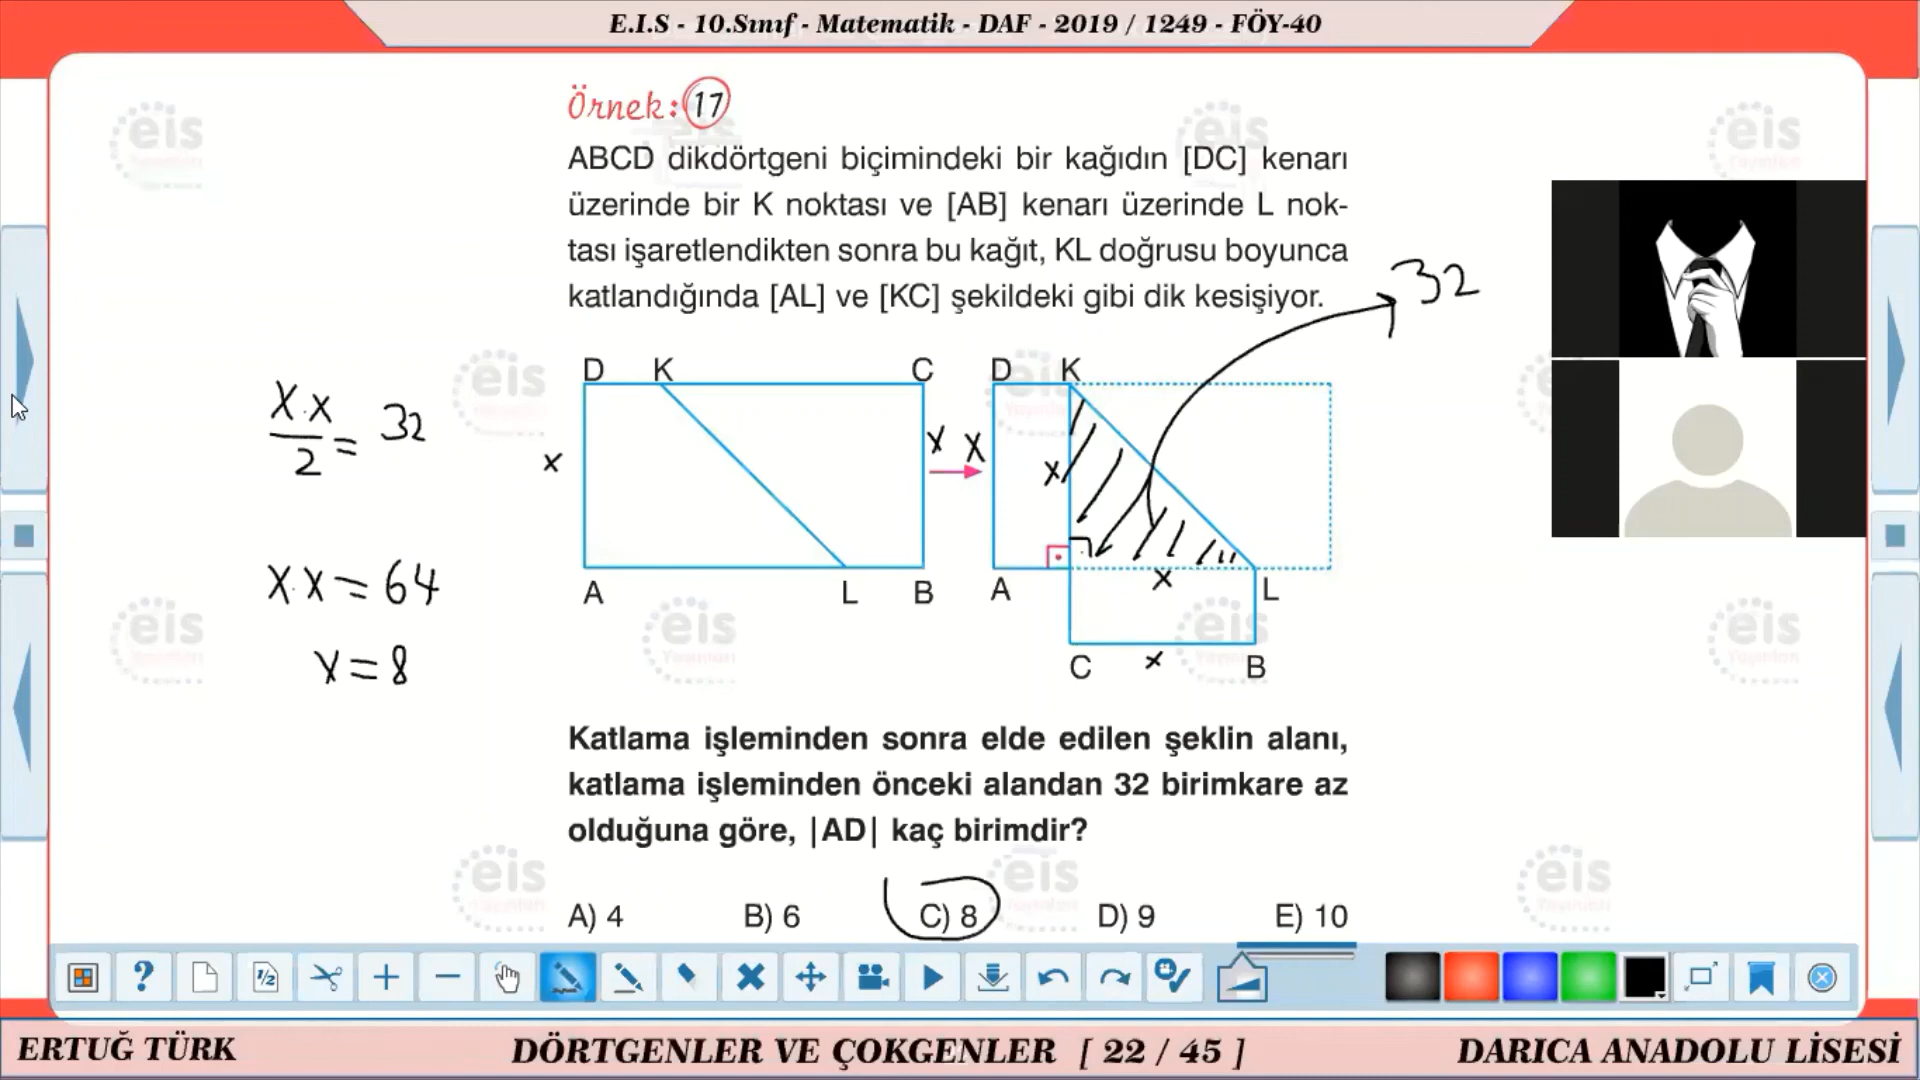 E.I.S - 10.Sınıf - Matematik - DAF - 2019 / 1249 - FÖY-40
Örnek: 17
ABCD dikdörtgeni biçimindeki bir kağıdın [DC] kenarı
üzerinde bir K noktası ve [AB] kenarı üzerinde L nok-
tası işaretlendikten sonra bu kağıt, KL doğrusu boyunca
katlandığında [AL] ve [KC] şekildeki gibi dik kesişiyor.
32
D K C D K
X.X
2
= 32
x
X X
X
A L B A
x
L
C x B
X.X = 64
X = 8
Katlama işleminden sonra elde edilen şeklin alanı,
katlama işleminden önceki alandan 32 birimkare az
olduğuna göre, |AD| kaç birimdir?
A) 4 B) 6 C) 8 D) 9 E) 10
? 1/2
ERTUĞ TÜRK DÖRTGENLER VE ÇOKGENLER [ 22 / 45 ] DARICA ANADOLU LİSESİ
eis
Yayınları